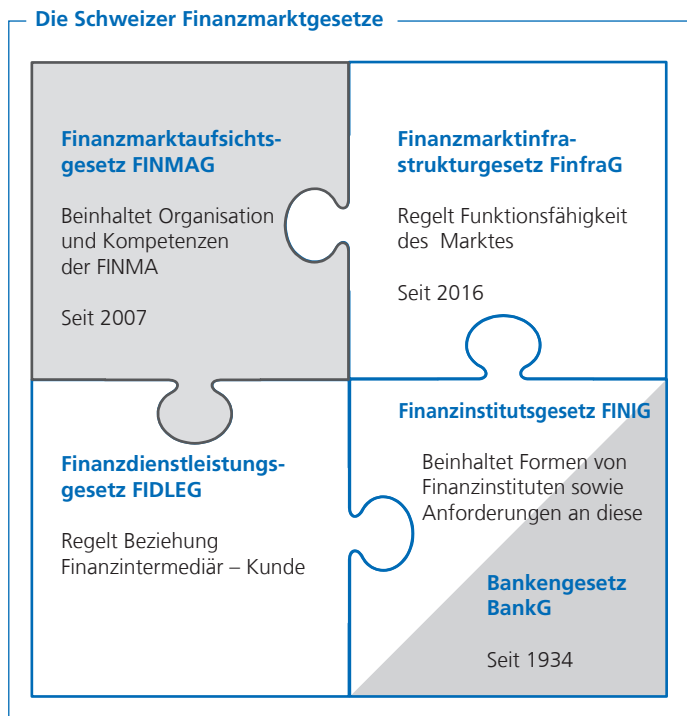 Die Schweizer Finanzmarktgesetze
Finanzmarktaufsichts-
gesetz FINMAG
Beinhaltet Organisation
und Kompetenzen
der FINMA
Seit 2007
Finanzmarktinfra-
strukturgesetz FinfraG
Regelt Funktionsfähigkeit
des Marktes
Seit 2016
Finanzdienstleistungs-
gesetz FIDLEG
Regelt Beziehung
Finanzintermediär – Kunde
Finanzinstitutsgesetz FINIG
Beinhaltet Formen von
Finanzinstituten sowie
Anforderungen an diese
Bankengesetz
BankG
Seit 1934